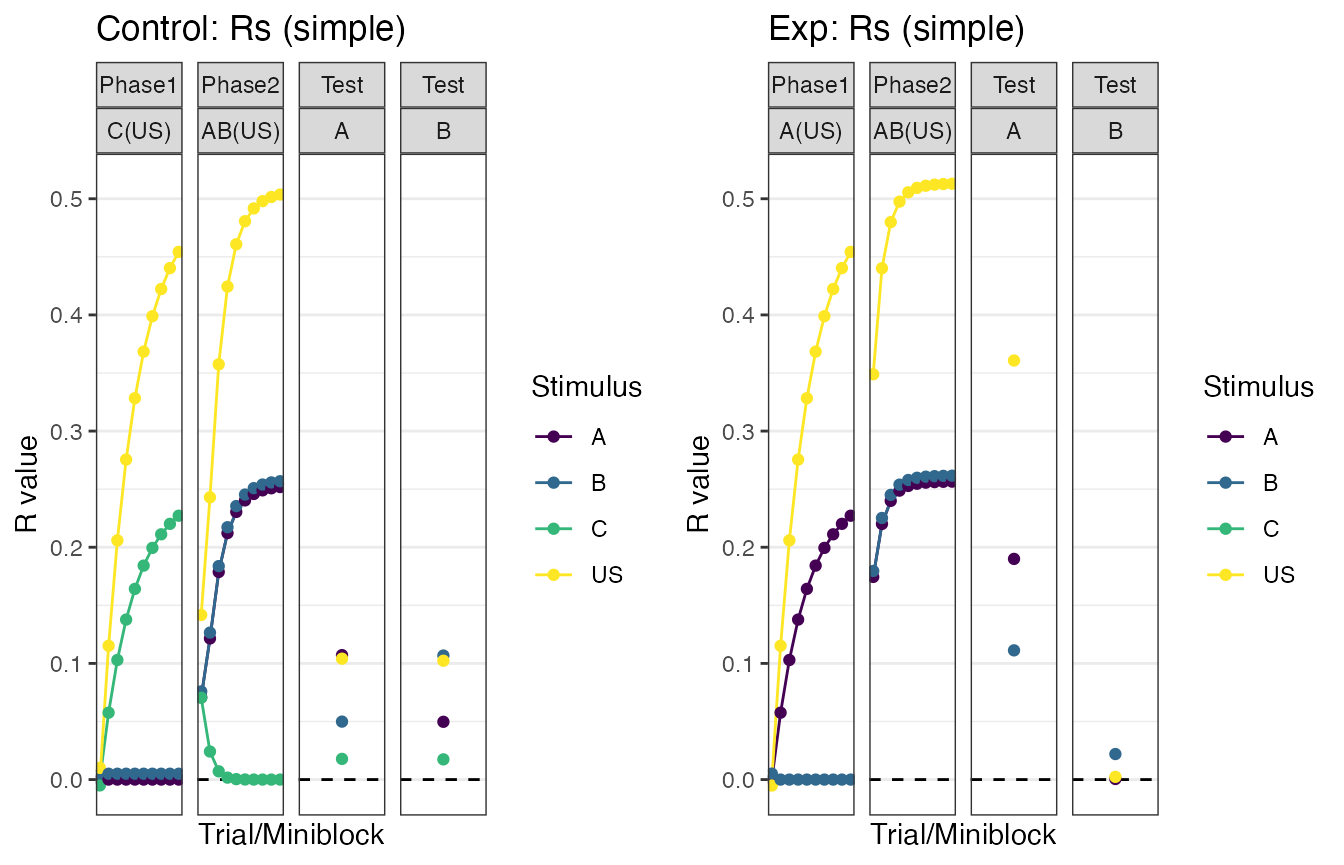 Control: Rs (simple)
Phase1 Phase2 Test Test
C(US) AB(US) A B
0.5
0.4
0.3
0.2
0.1
0.0
R value
Trial/Miniblock
Stimulus
A
B
C
US
Exp: Rs (simple)
Phase1 Phase2 Test Test
A(US) AB(US) A B
0.5
0.4
0.3
0.2
0.1
0.0
R value
Trial/Miniblock
Stimulus
A
B
C
US